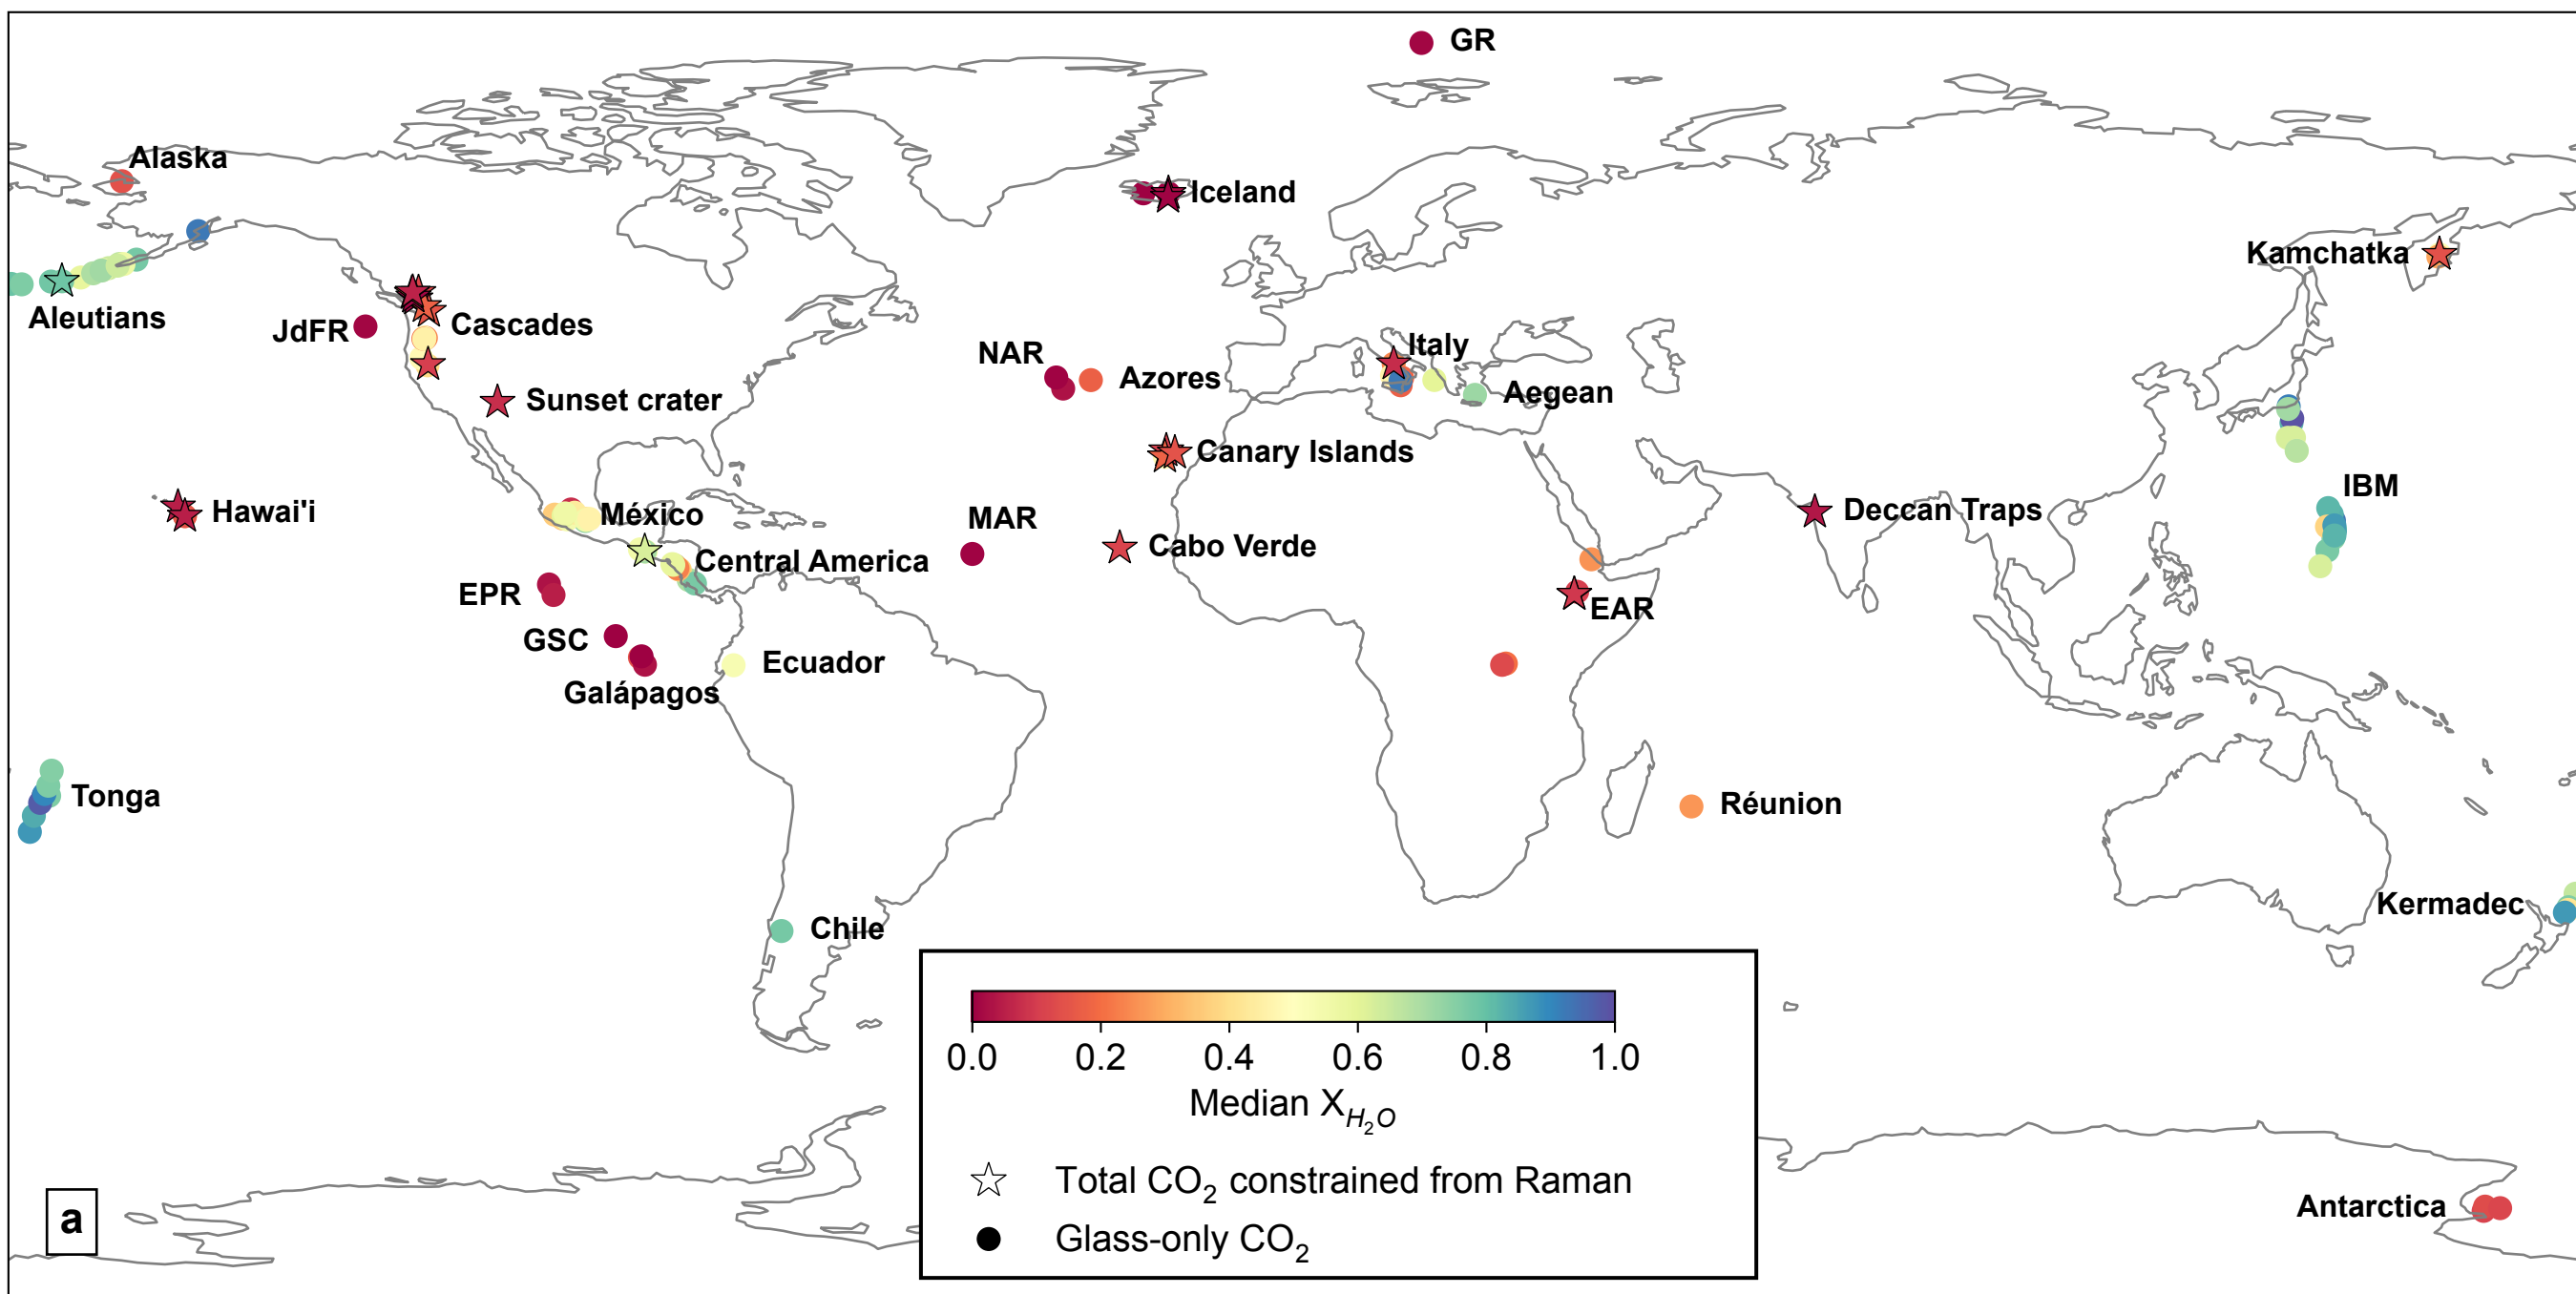 GR
Alaska
Iceland
Kamchatka
Aleutians
JdFR
Cascades
NAR
Azores
Italy
Aegean
Sunset crater
Canary Islands
IBM
Hawai'i
México
MAR
Deccan Traps
Cabo Verde
Central America
EPR
EAR
GSC
Ecuador
Galápagos
Tonga
Réunion
Kermadec
Chile
0.0 0.2 0.4 0.6 0.8 1.0
Median X_{H_2O}
Total CO₂ constrained from Raman
Glass-only CO₂
Antarctica
a